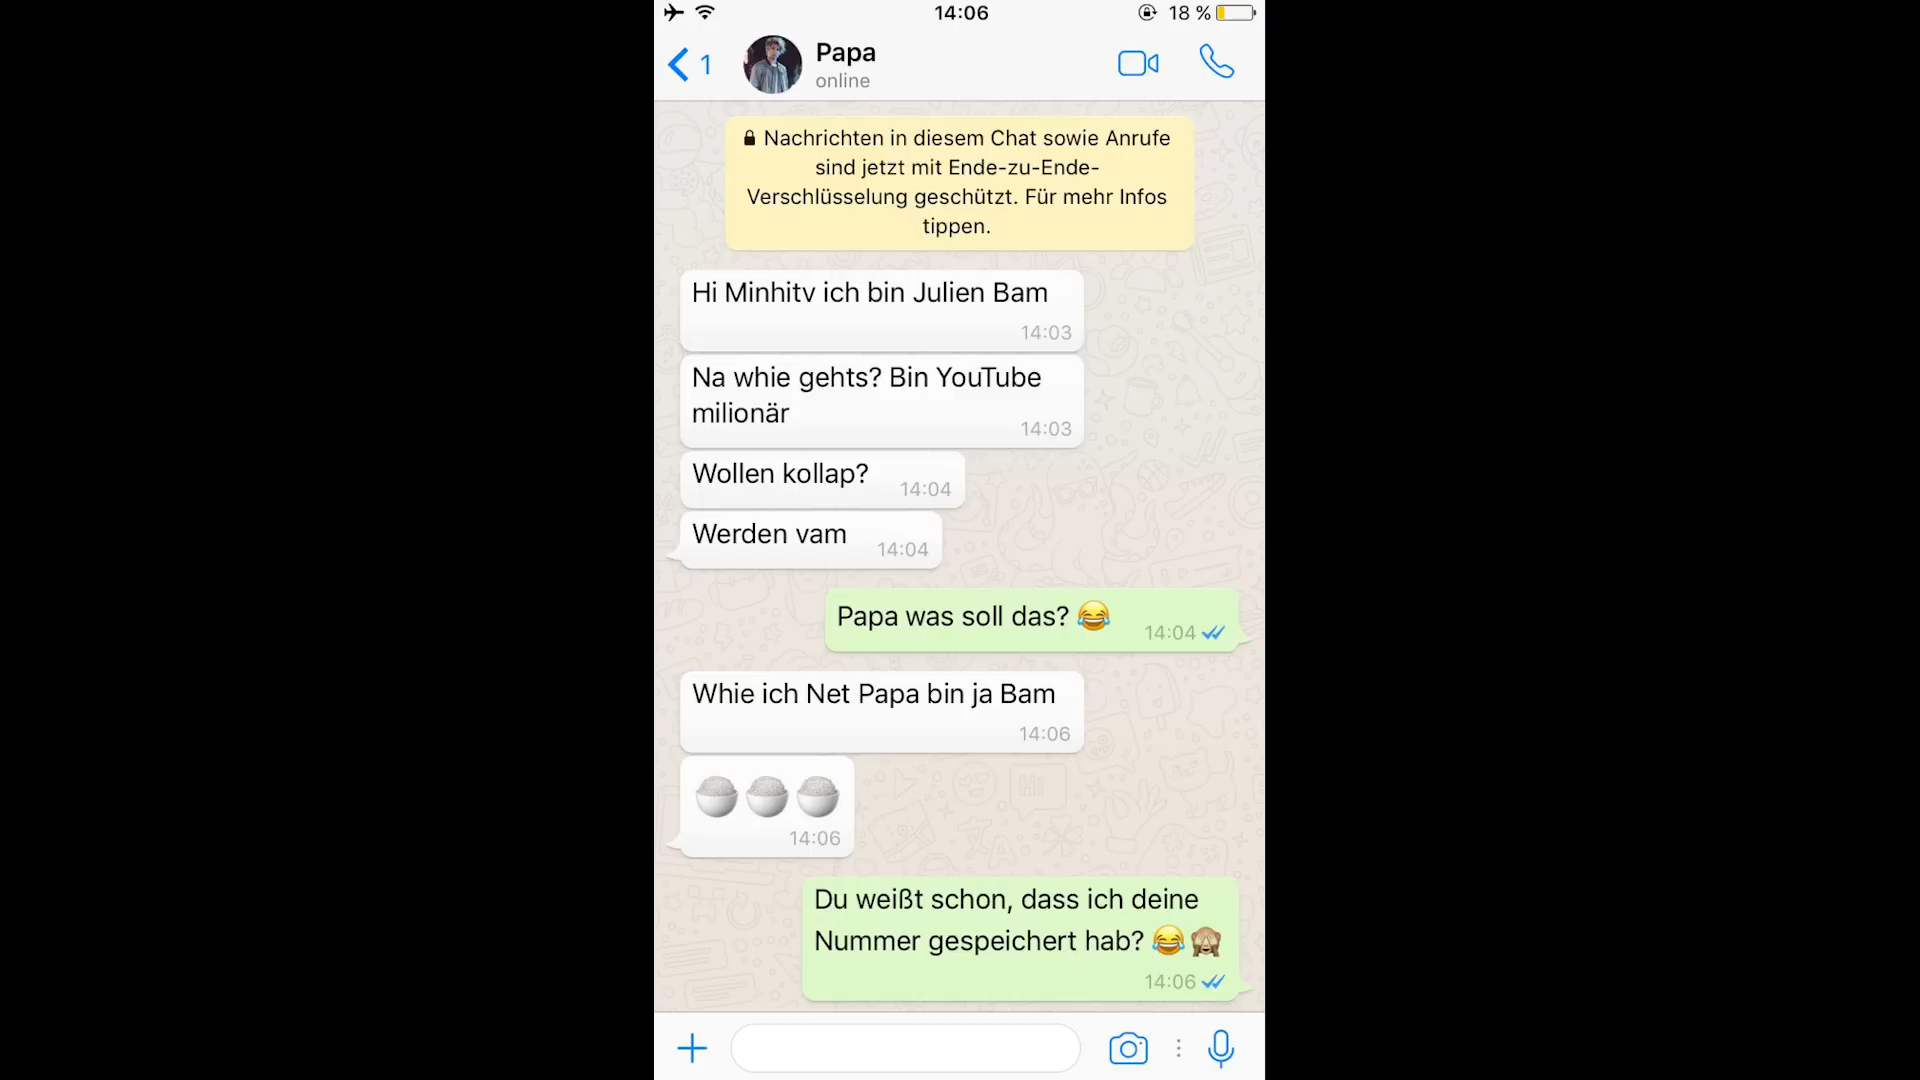 14:06
18 %
1
Papa
online
Nachrichten in diesem Chat sowie Anrufe
sind jetzt mit Ende-zu-Ende-
Verschlüsselung geschützt. Für mehr Infos
tippen.
Hi Minhitv ich bin Julien Bam
14:03
Na whie gehts? Bin YouTube
milionär
14:03
Wollen kollap?
14:04
Werden vam
14:04
Papa was soll das? 😂
14:04
Whie ich Net Papa bin ja Bam
14:06
🍚🍚🍚
14:06
Du weißt schon, dass ich deine
Nummer gespeichert hab? 😂🙈
14:06